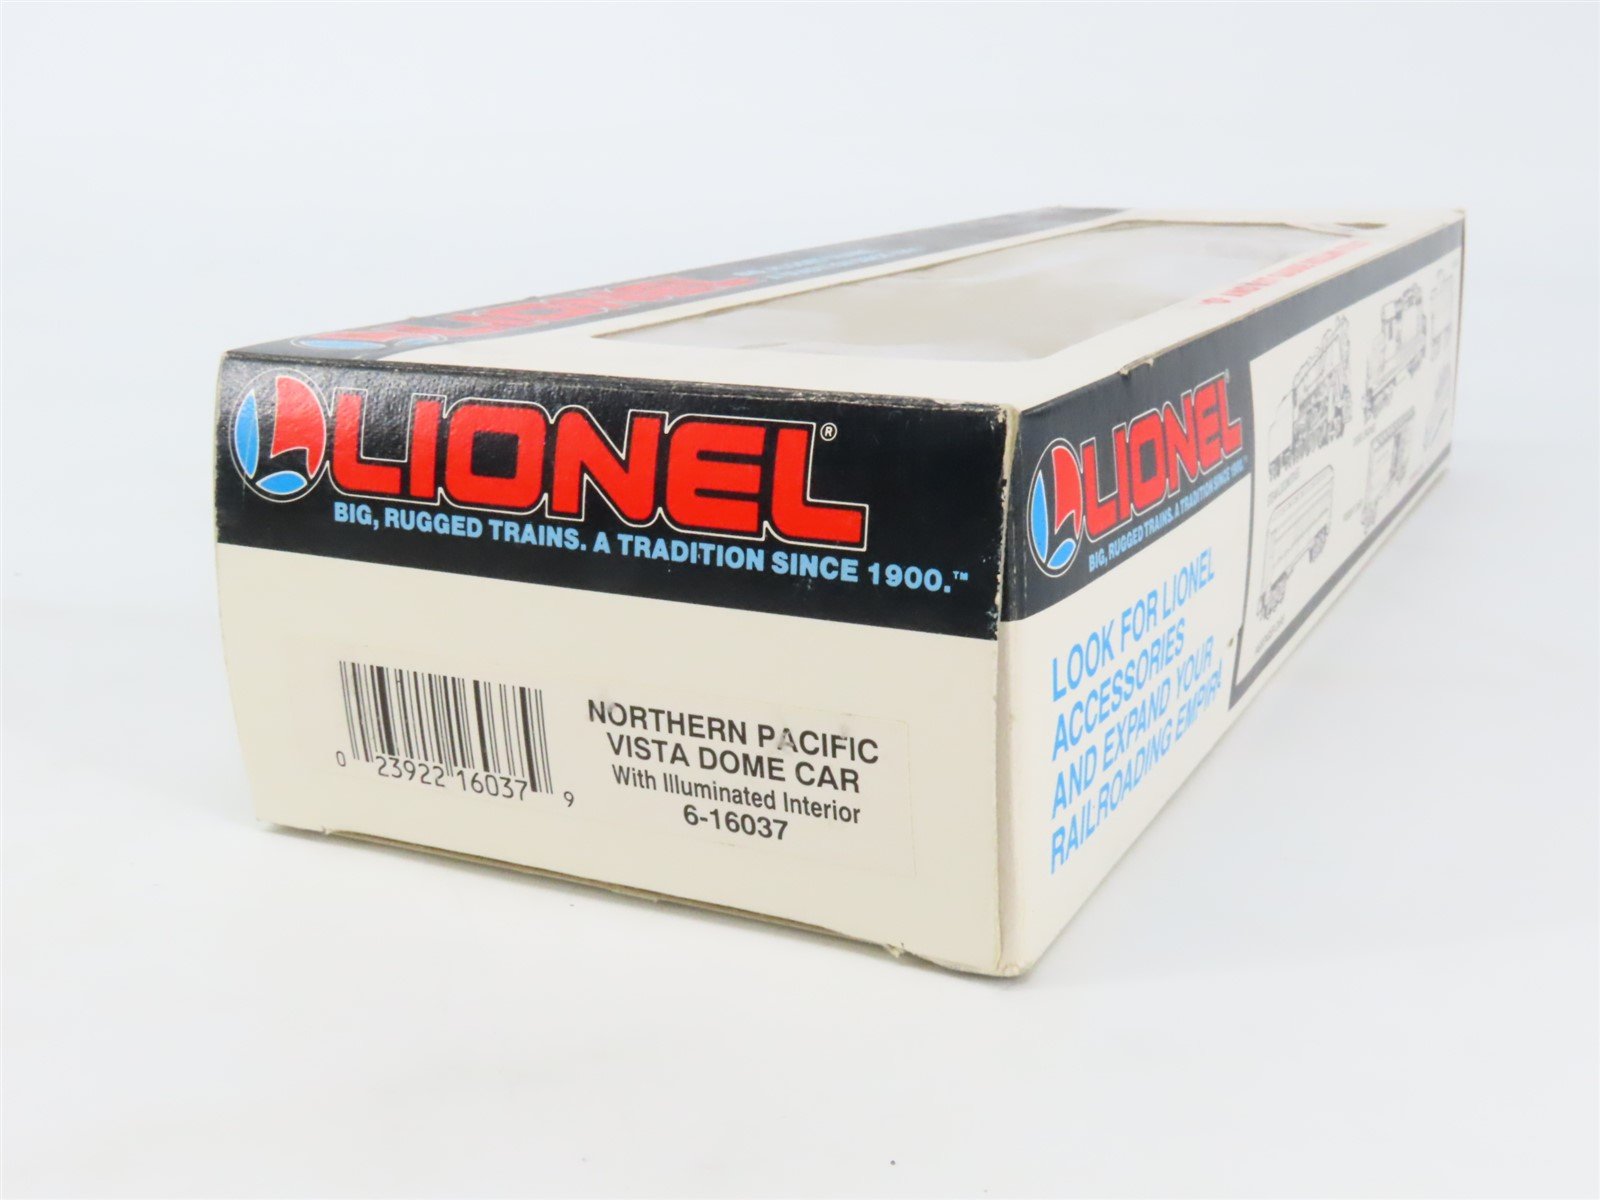 LIONEL®
BIG, RUGGED TRAINS. A TRADITION SINCE 1900.™
0 23922 16037 9
NORTHERN PACIFIC
VISTA DOME CAR
With Illuminated Interior
6-16037
LIONEL
LIONEL
BIG, RUGGED TRAINS. A TRADITION SINCE 1900.™
LOOK FOR LIONEL
ACCESSORIES
AND EXPAND YOUR
RAILROADING EMPIRE